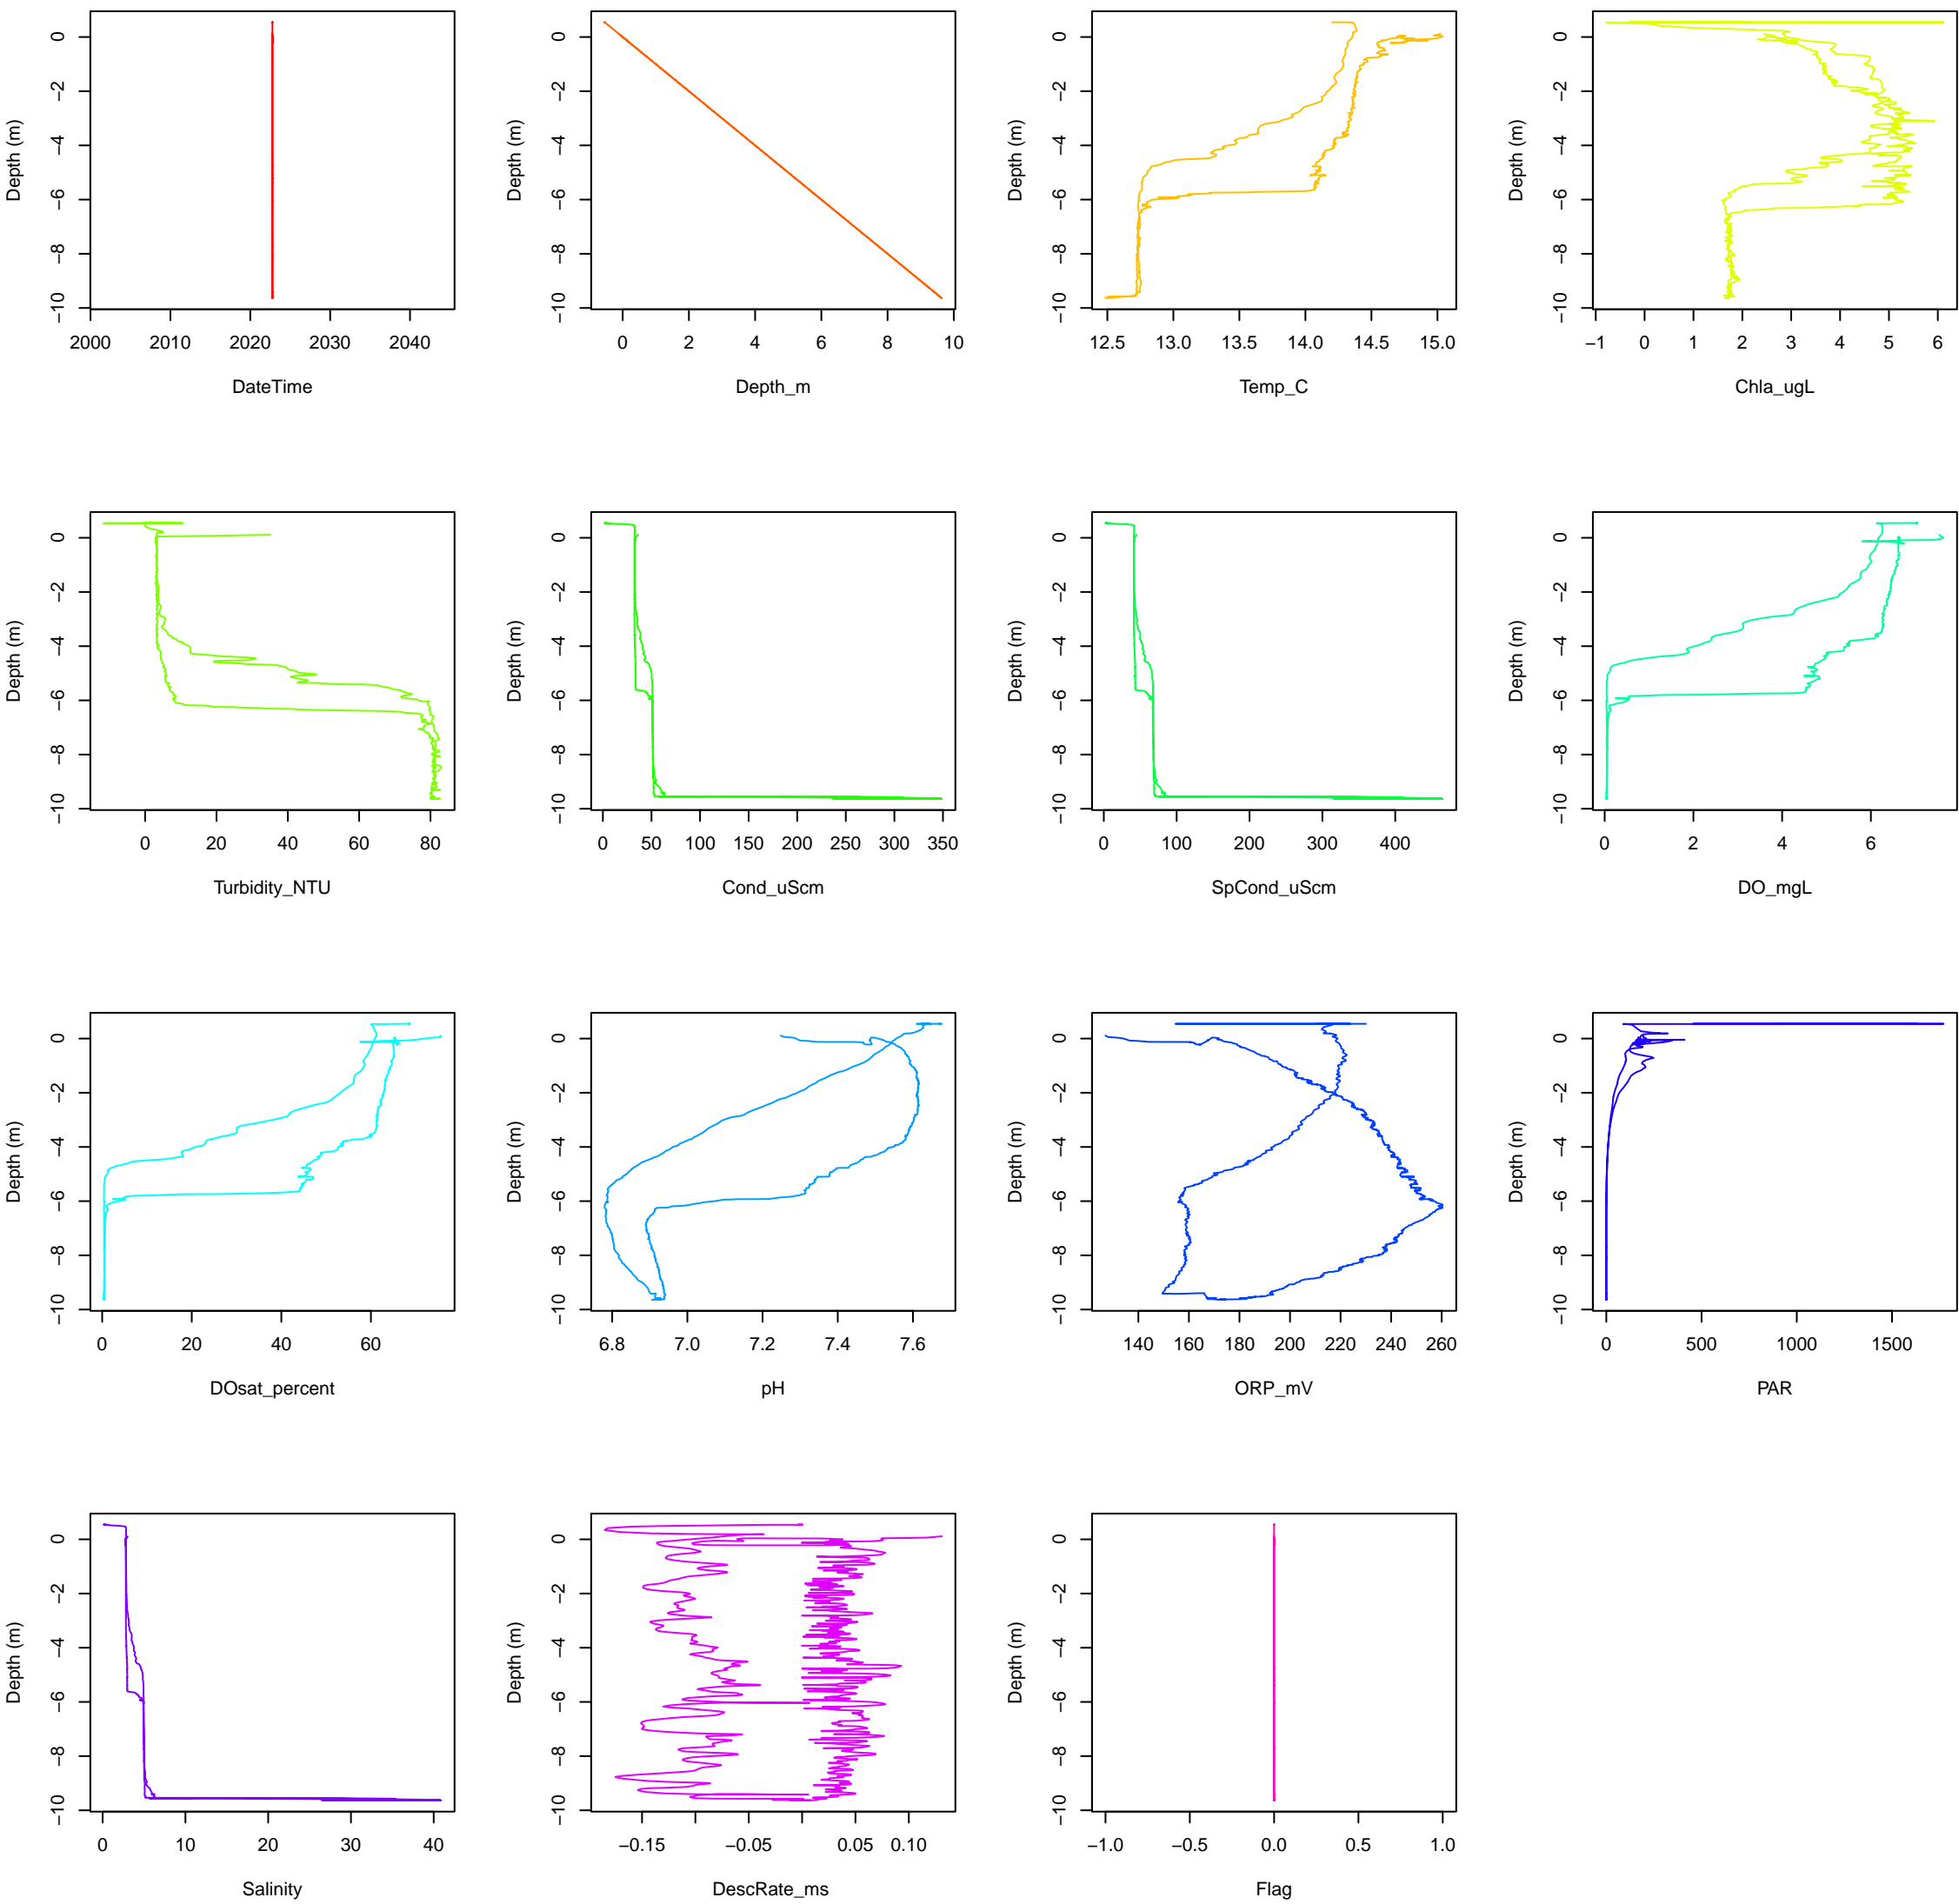 Depth (m)
0
−2
−4
−6
−8
−10
2000 2010 2020 2030 2040
DateTime
Depth (m)
0
−2
−4
−6
−8
−10
0 2 4 6 8 10
Depth_m
Depth (m)
0
−2
−4
−6
−8
−10
12.5 13.0 13.5 14.0 14.5 15.0
Temp_C
Depth (m)
0
−2
−4
−6
−8
−10
−1 0 1 2 3 4 5 6
Chla_ugL
Depth (m)
0
−2
−4
−6
−8
−10
0 20 40 60 80
Turbidity_NTU
Depth (m)
0
−2
−4
−6
−8
−10
0 50 100 150 200 250 300 350
Cond_uScm
Depth (m)
0
−2
−4
−6
−8
−10
0 100 200 300 400
SpCond_uScm
Depth (m)
0
−2
−4
−6
−8
−10
0 2 4 6
DO_mgL
Depth (m)
0
−2
−4
−6
−8
−10
0 20 40 60
DOsat_percent
Depth (m)
0
−2
−4
−6
−8
−10
6.8 7.0 7.2 7.4 7.6
pH
Depth (m)
0
−2
−4
−6
−8
−10
140 160 180 200 220 240 260
ORP_mV
Depth (m)
0
−2
−4
−6
−8
−10
0 500 1000 1500
PAR
Depth (m)
0
−2
−4
−6
−8
−10
0 10 20 30 40
Salinity
Depth (m)
0
−2
−4
−6
−8
−10
−0.15 −0.05 0.05 0.10
DescRate_ms
Depth (m)
0
−2
−4
−6
−8
−10
−1.0 −0.5 0.0 0.5 1.0
Flag